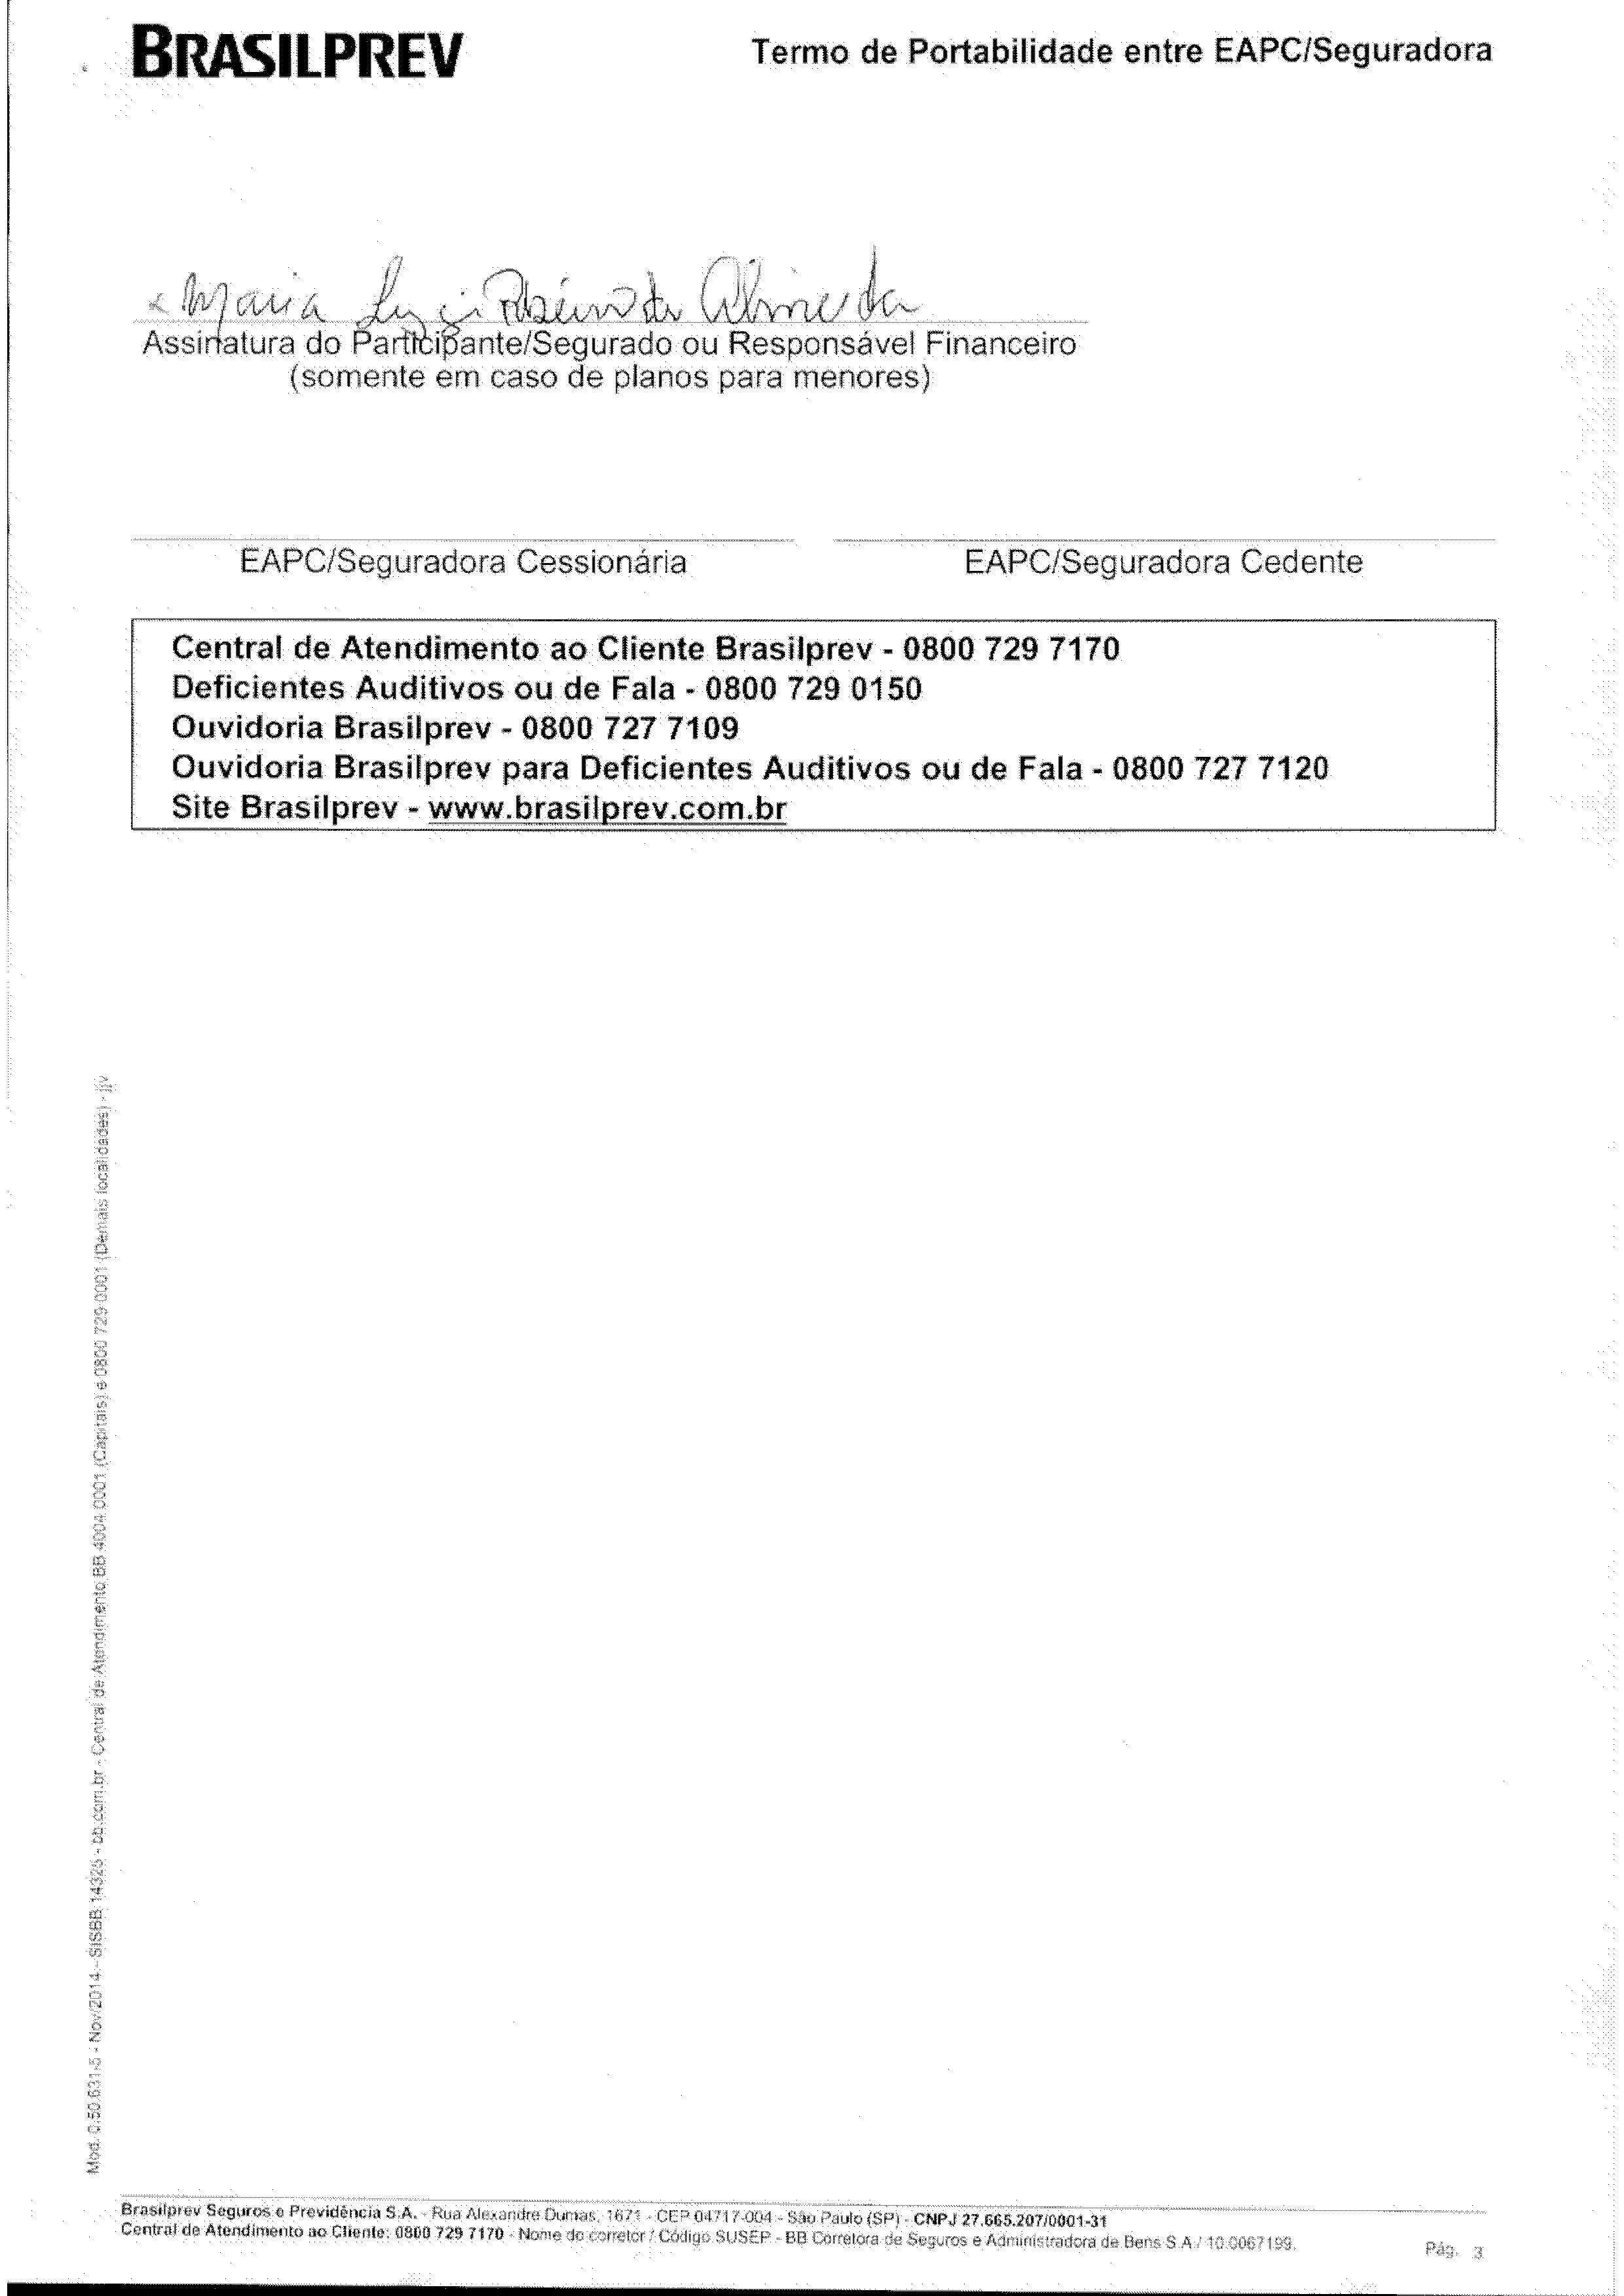 BRASILPREV
Termo de Portabilidade entre EAPC/Seguradora
x Maria Almeida
Assinatura do Participante/Segurado ou Responsável Financeiro
(somente em caso de planos para menores)
EAPC/Seguradora Cessionária
EAPC/Seguradora Cedente
Central de Atendimento ao Cliente Brasilprev - 0800 729 7170
Deficientes Auditivos ou de Fala - 0800 729 0150
Ouvidoria Brasilprev - 0800 727 7109
Ouvidoria Brasilprev para Deficientes Auditivos ou de Fala - 0800 727 7120
Site Brasilprev - www.brasilprev.com.br
Mod. 0.50.631-5 - Nov/2014 - SISBB 14325 - bb.com.br - Central de Atendimento BB 4004 0001 (Capitais) e 0800 729 0001 (Demais localidades) - jjv
Brasilprev Seguros e Previdência S.A. - Rua Alexandre Dumas, 1671 - CEP 04717-004 - São Paulo (SP) - CNPJ 27.665.207/0001-31
Central de Atendimento ao Cliente: 0800 729 7170 - Nome do corretor / Código SUSEP - BB Corretora de Seguros e Administradora de Bens S.A / 10.0067199.
Pág. 3